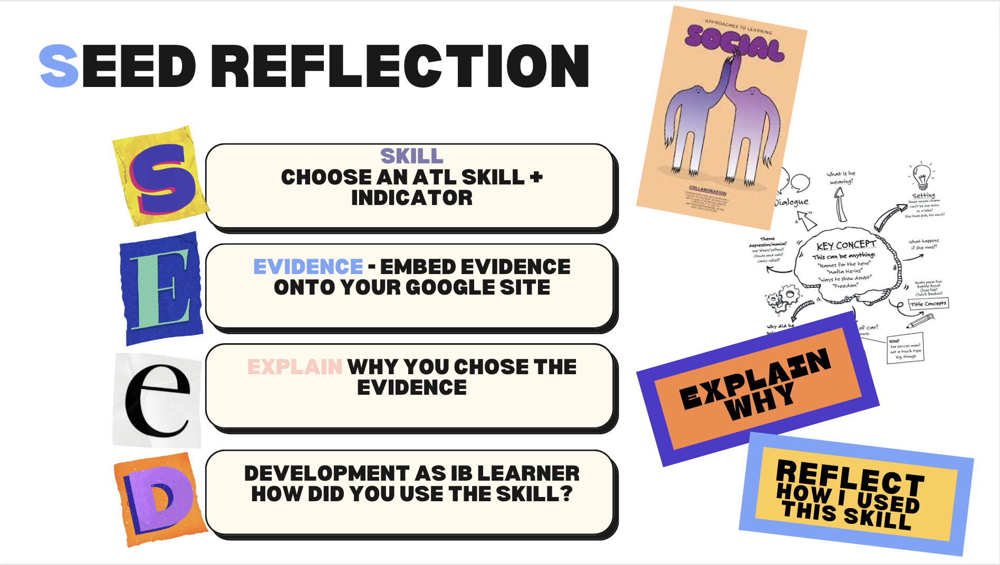 SEED REFLECTION
S
SKILL
CHOOSE AN ATL SKILL +
INDICATOR
E
EVIDENCE - EMBED EVIDENCE
ONTO YOUR GOOGLE SITE
e
EXPLAIN WHY YOU CHOSE THE
EVIDENCE
D
DEVELOPMENT AS IB LEARNER
HOW DID YOU USE THE SKILL?
APPROACHES TO LEARNING
SOCIAL
COLLABORATION
Dialogue
What is he
wearing?
Setting
House needs charm
can't be one story
on a lake?
She loves pink; too much?
Theme
depression/mania?
use blues/yellows?
clouds and rain?
comic relief?
KEY CONCEPT
This can be anything:
"Names for the hero"
"Mafia tie-ins"
"Ways to show doubt"
"Freedom"
What happens
if she runs??
Yeats poem line
Battle Royal
Chas link?
Check Bowker!!
Title Concepts
Why did he
of car?
SUV?
too soccer mom?
not a truck type
big, though
EXPLAIN
WHY
REFLECT
HOW I USED
THIS SKILL